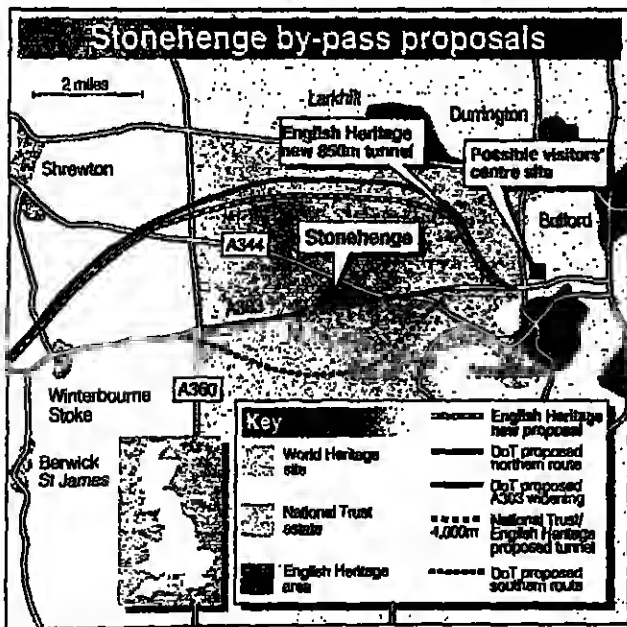 Stonehenge by-pass proposals
2 miles
Larkhill
Durrington
English Heritage
new 850m tunnel
Possible visitors'
centre site
Shrewton
Bulford
A344
Stonehenge
A303
Winterbourne
Stoke
A360
Berwick
St James
Key
World Heritage
site
National Trust
estate
English Heritage
area
English Heritage
new proposal
DoT proposed
northern route
DoT proposed
A303 widening
4,000m
National Trust/
English Heritage
proposed tunnel
DoT proposed
southern route